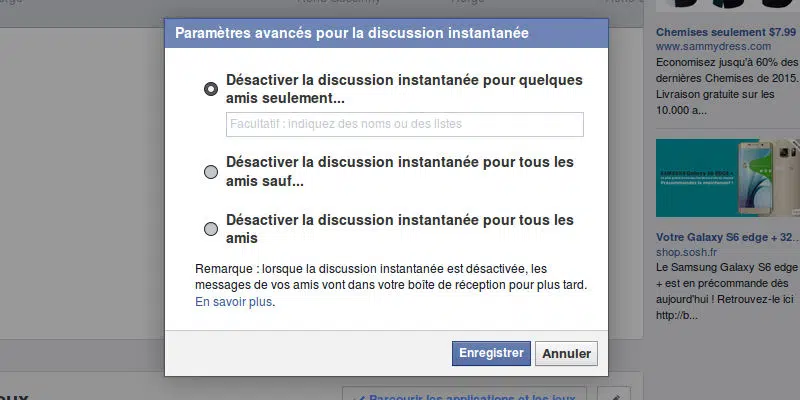 Paramètres avancés pour la discussion instantanée
Désactiver la discussion instantanée pour quelques
amis seulement...
Facultatif : indiquez des noms ou des listes
Désactiver la discussion instantanée pour tous les
amis sauf...
Désactiver la discussion instantanée pour tous les
amis
Remarque : lorsque la discussion instantanée est désactivée, les
messages de vos amis vont dans votre boîte de réception pour plus tard.
En savoir plus.
Enregistrer
Annuler
Chemises seulement $7.99
www.sammydress.com
Economisez jusqu'à 60% des
dernières Chemises de 2015.
Livraison gratuite sur les
10.000 a...
Votre Galaxy S6 edge + 32...
shop.sosh.fr
Le Samsung Galaxy S6 edge
+ est en précommande dès
aujourd'hui ! Retrouvez-le ici
http://b...
Parcourir les applications et les jeux